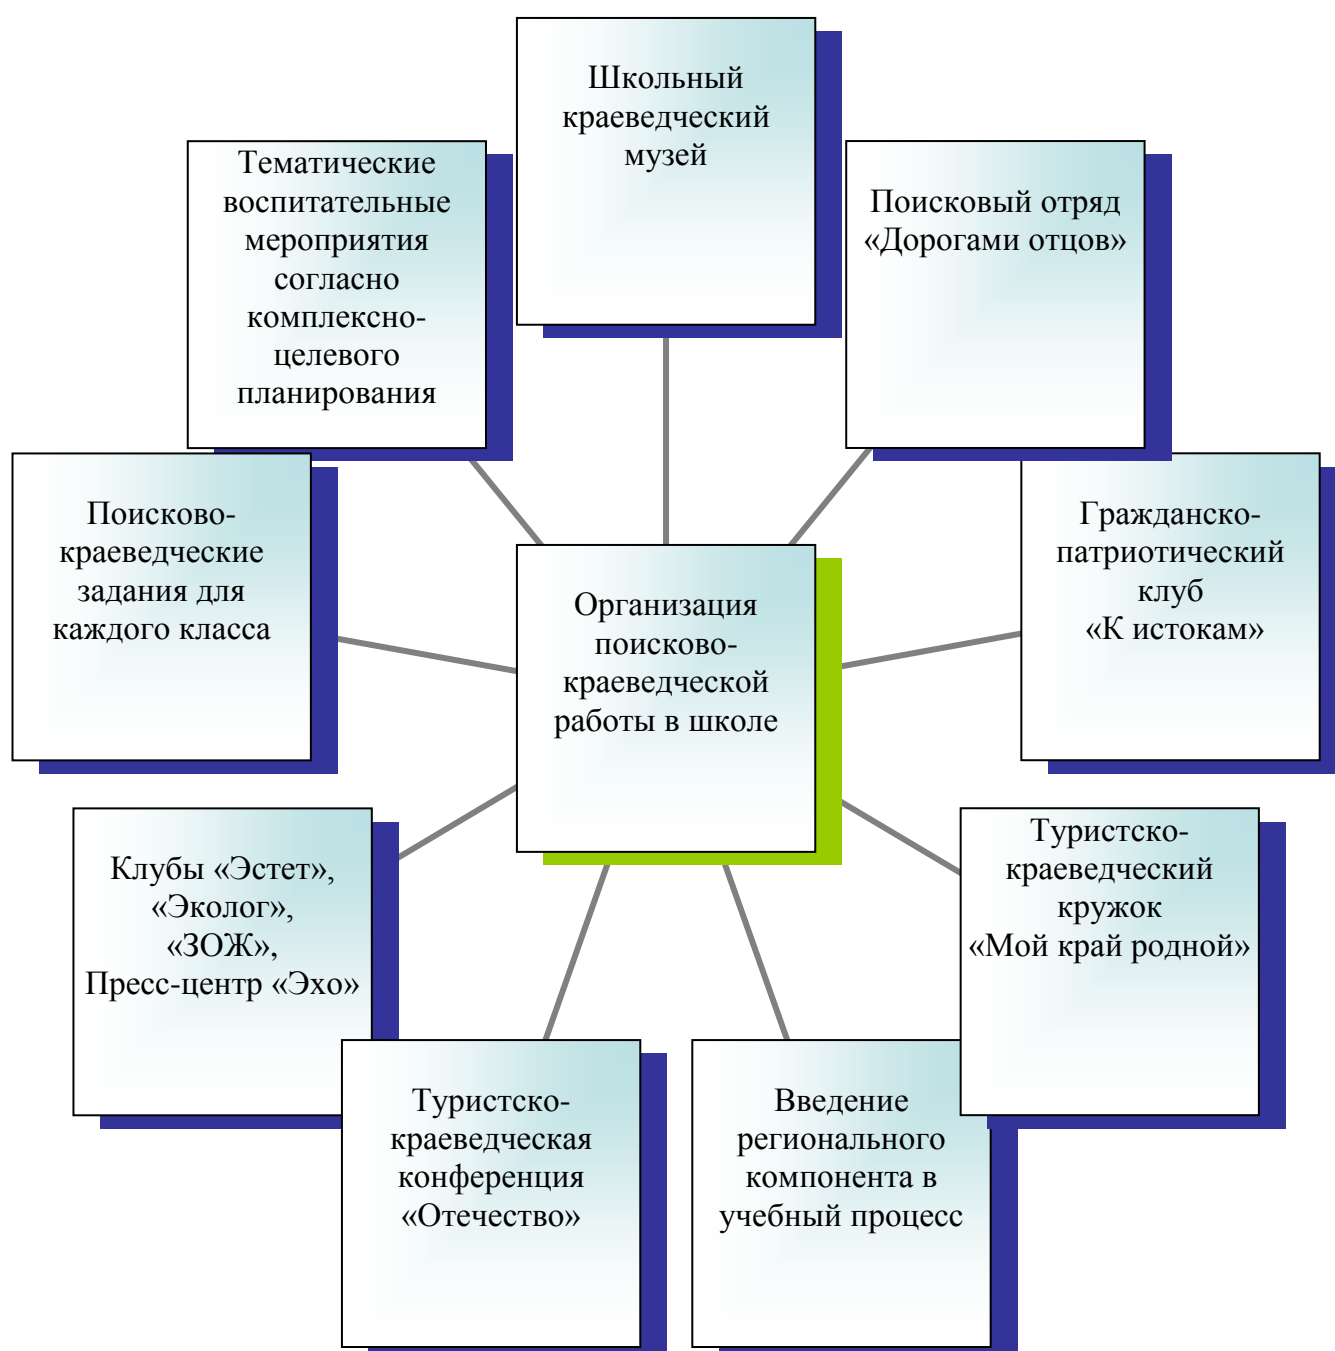 Школьный
краеведческий
музей
Тематические
воспитательные
мероприятия
согласно
комплексно-
целевого
планирования
Поисковый отряд
«Дорогами отцов»
Поисково-
краеведческие
задания для
каждого класса
Гражданско-
патриотический
клуб
«К истокам»
Организация
поисково-
краеведческой
работы в школе
Клубы «Эстет»,
«Эколог»,
«ЗОЖ»,
Пресс-центр «Эхо»
Туристско-
краеведческий
кружок
«Мой край родной»
Туристско-
краеведческая
конференция
«Отечество»
Введение
регионального
компонента в
учебный процесс